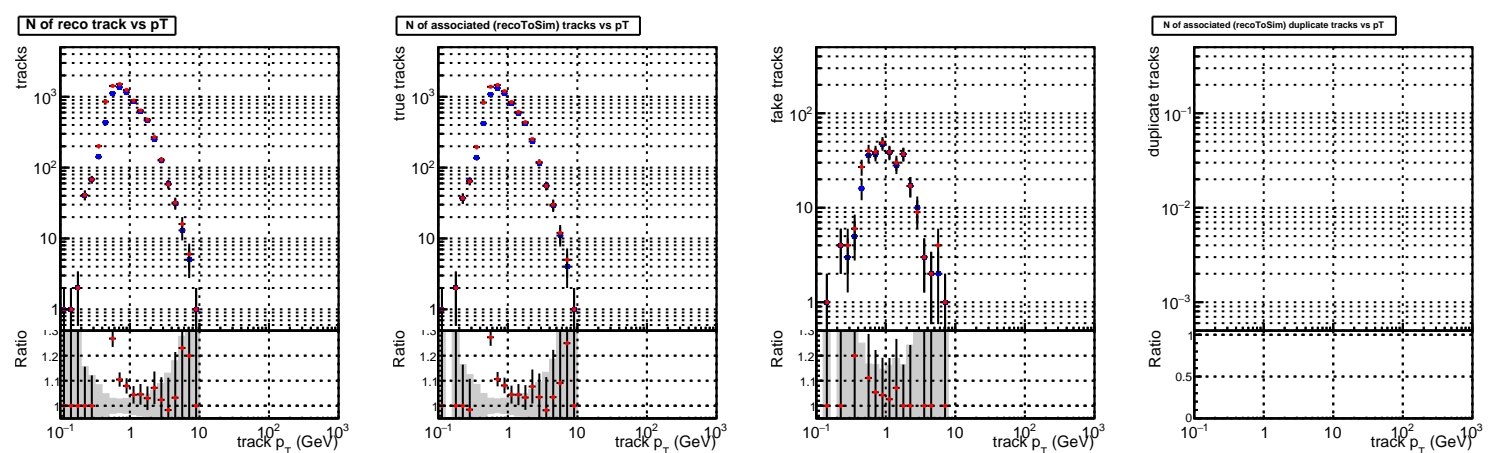 N of reco track vs pT
tracks
10³
10²
10
1
Ratio
1.3
1.2
1.1
1
10⁻¹ 1 10 10² 10³
track p_T (GeV)
N of associated (recoToSim) tracks vs pT
true tracks
10³
10²
10
1
Ratio
1.3
1.2
1.1
1
10⁻¹ 1 10 10² 10³
track p_T (GeV)
fake tracks
10²
10
1
Ratio
1.3
1.2
1.1
1
10⁻¹ 1 10 10² 10³
track p_T (GeV)
N of associated (recoToSim) duplicate tracks vs pT
duplicate tracks
10⁻¹
10⁻²
10⁻³
Ratio
1
0.5
0
10⁻¹ 1 10 10² 10³
track p_T (GeV)